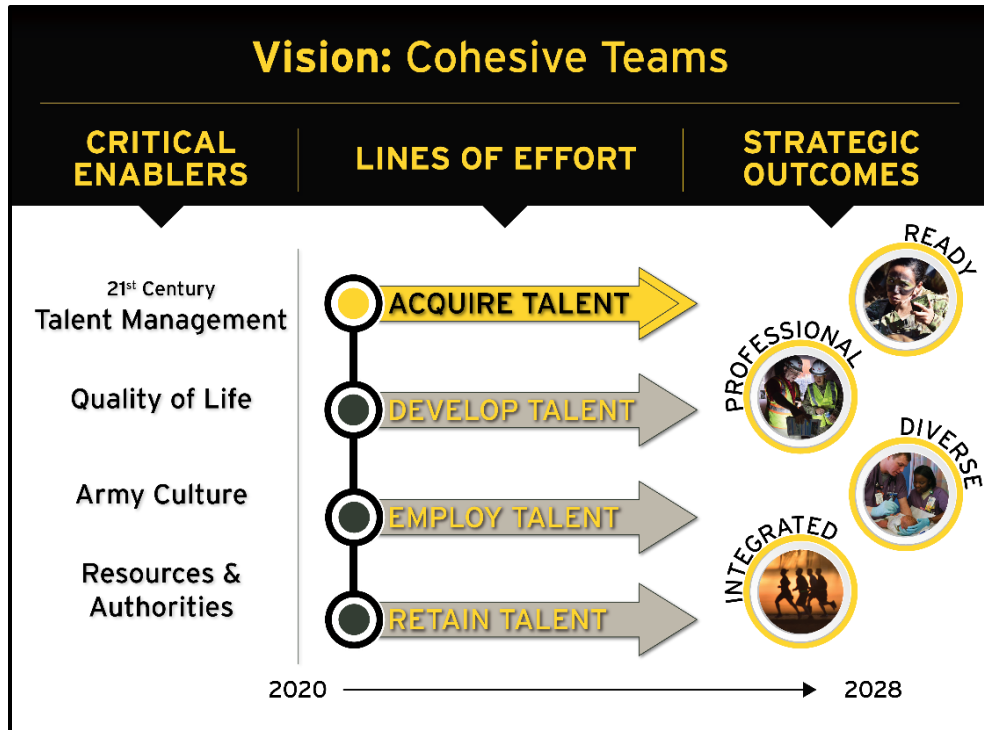 Vision: Cohesive Teams
CRITICAL
ENABLERS
LINES OF EFFORT
STRATEGIC
OUTCOMES
21st Century
Talent Management
Quality of Life
Army Culture
Resources &
Authorities
ACQUIRE TALENT
DEVELOP TALENT
EMPLOY TALENT
RETAIN TALENT
READY
PROFESSIONAL
DIVERSE
INTEGRATED
2020
2028